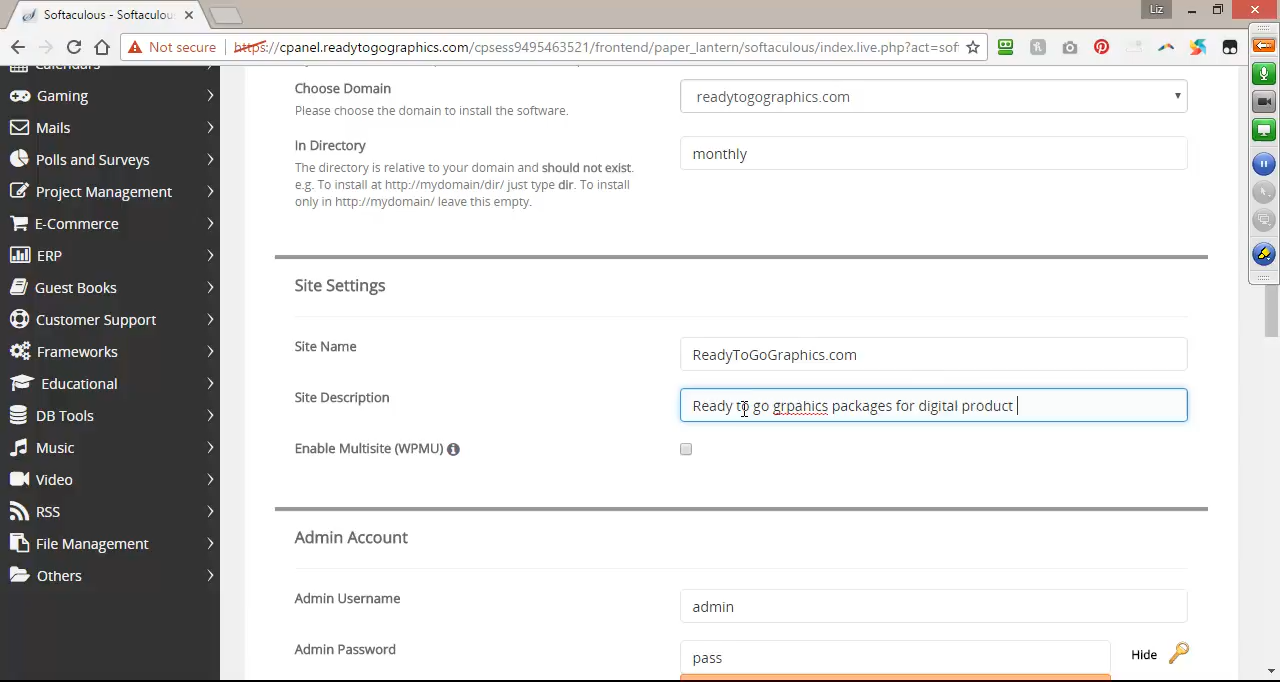 Softaculous - Softaculou
Liz
Not secure https://cpanel.readytogographics.com/cpsess9495463521/frontend/paper_lantern/softaculous/index.live.php?act=sof
Calendars
Gaming
Mails
Polls and Surveys
Project Management
E-Commerce
ERP
Guest Books
Customer Support
Frameworks
Educational
DB Tools
Music
Video
RSS
File Management
Others
Choose Domain
Please choose the domain to install the software.
readytogographics.com
In Directory
The directory is relative to your domain and should not exist.
e.g. To install at http://mydomain/dir/ just type dir. To install
only in http://mydomain/ leave this empty.
monthly
Site Settings
Site Name
ReadyToGoGraphics.com
Site Description
Ready to go grpahics packages for digital product
Enable Multisite (WPMU)
Admin Account
Admin Username
admin
Admin Password
pass
Hide